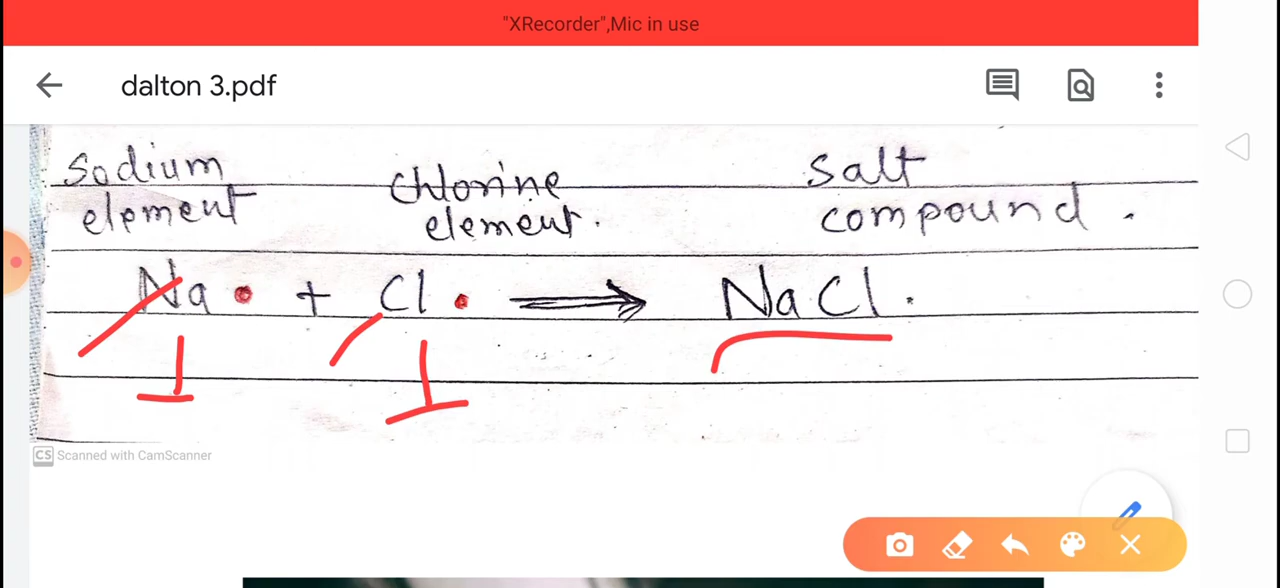 "XRecorder",Mic in use
dalton 3.pdf
Sodium element
chlorine element.
Salt compound.
Na + Cl ⟹ NaCl.
1 1
CS Scanned with CamScanner